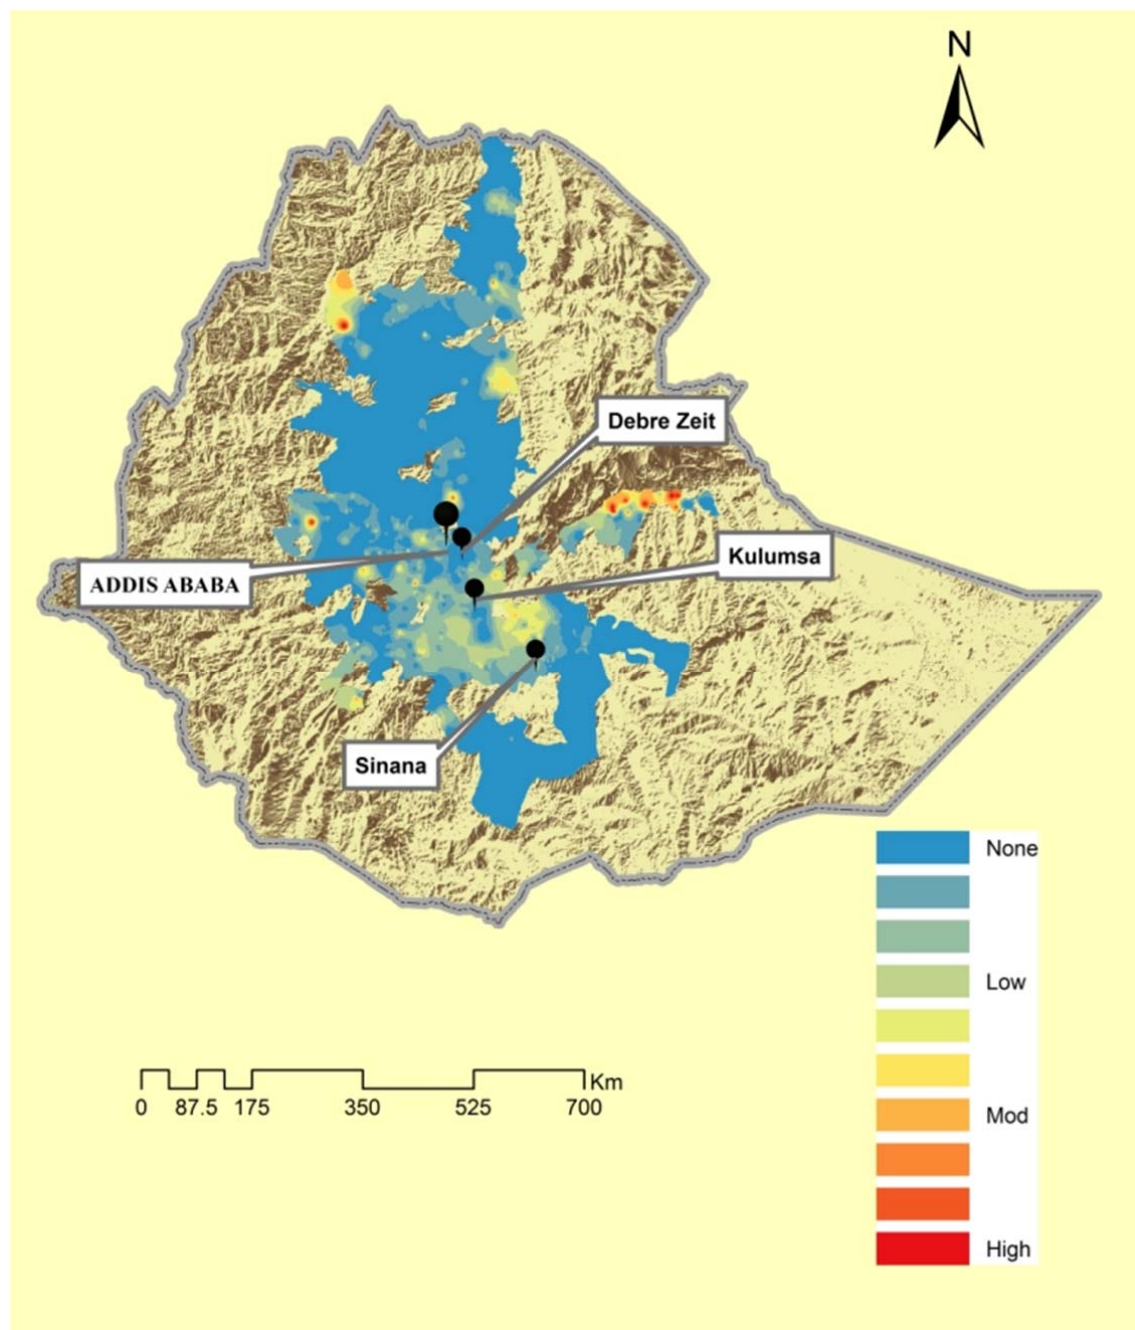 N
Debre Zeit
Kulumsa
ADDIS ABABA
Sinana
None
Low
Mod
High
Km
0 87.5 175 350 525 700